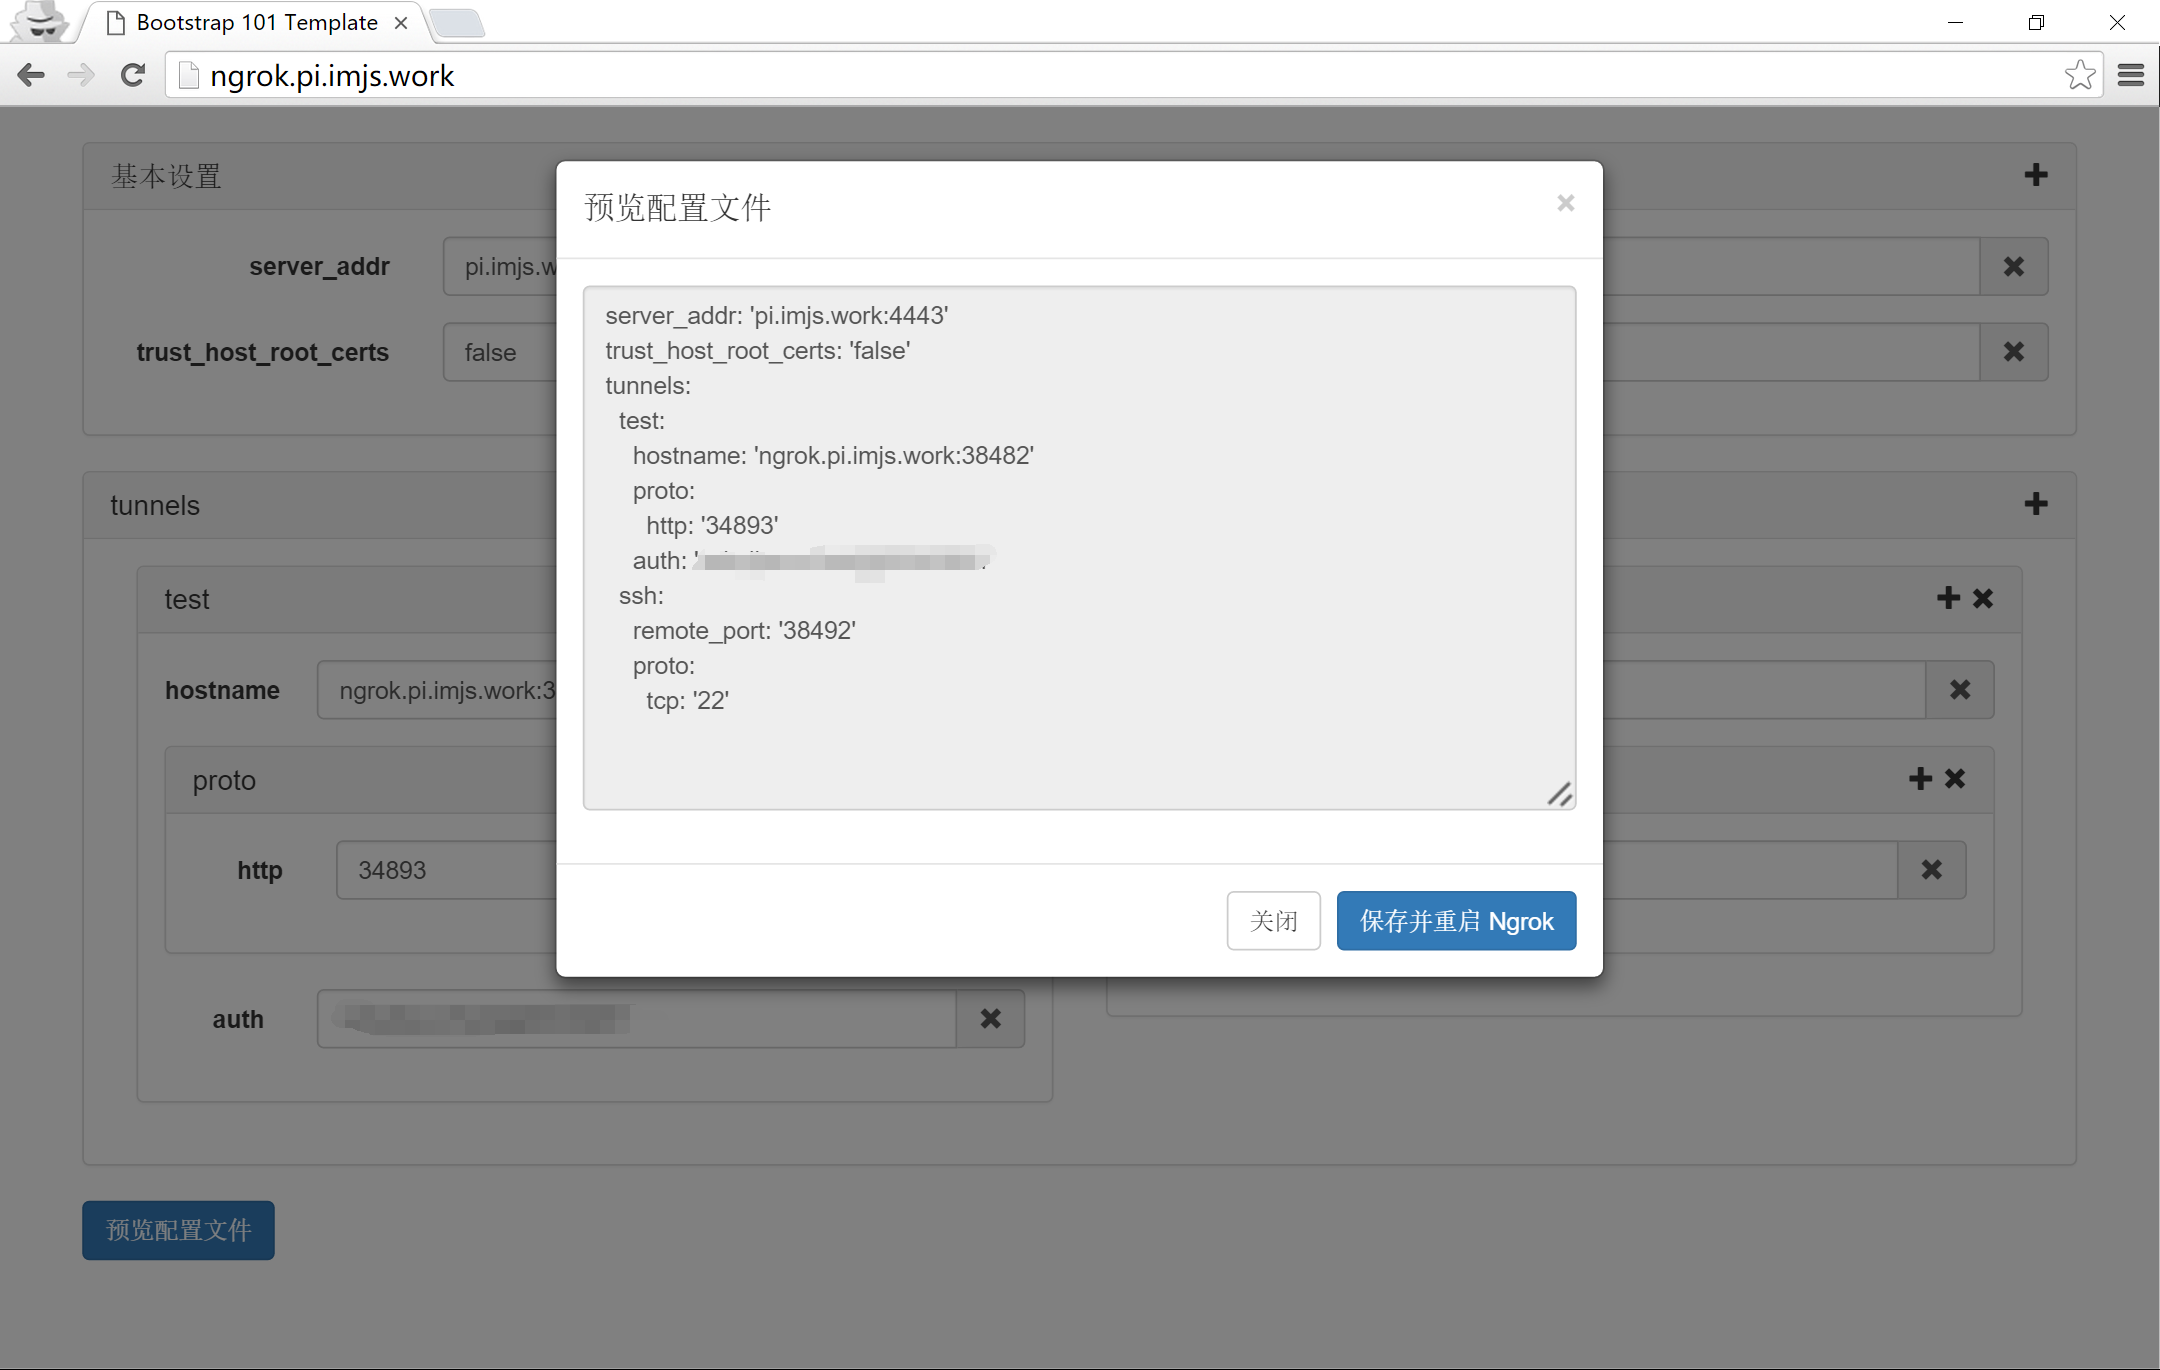 Bootstrap 101 Template
ngrok.pi.imjs.work
基本设置
server_addr
pi.imjs.w
trust_host_root_certs
false
tunnels
test
hostname
ngrok.pi.imjs.work:3
proto
http
34893
auth
预览配置文件
预览配置文件
server_addr: 'pi.imjs.work:4443'
trust_host_root_certs: 'false'
tunnels:
test:
hostname: 'ngrok.pi.imjs.work:38482'
proto:
http: '34893'
auth: '
ssh:
remote_port: '38492'
proto:
tcp: '22'
关闭
保存并重启 Ngrok